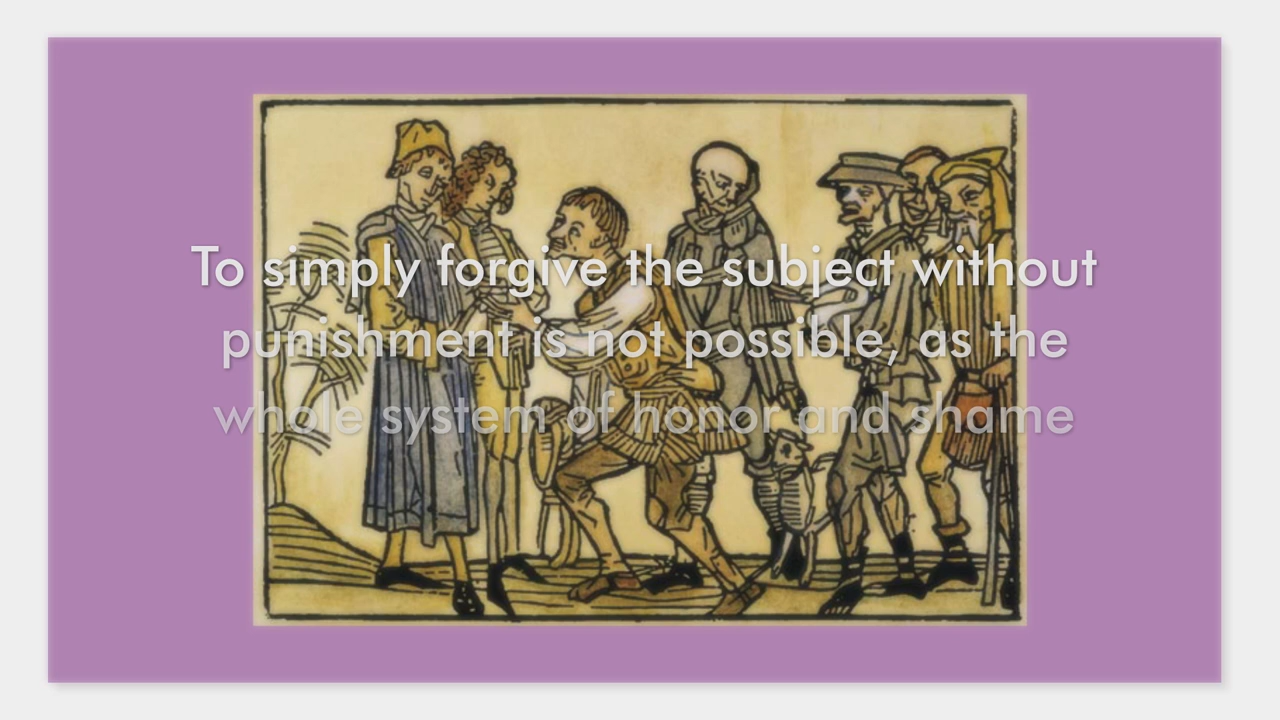 To simply forgive the subject without
punishment is not possible, as the
whole system of honor and shame